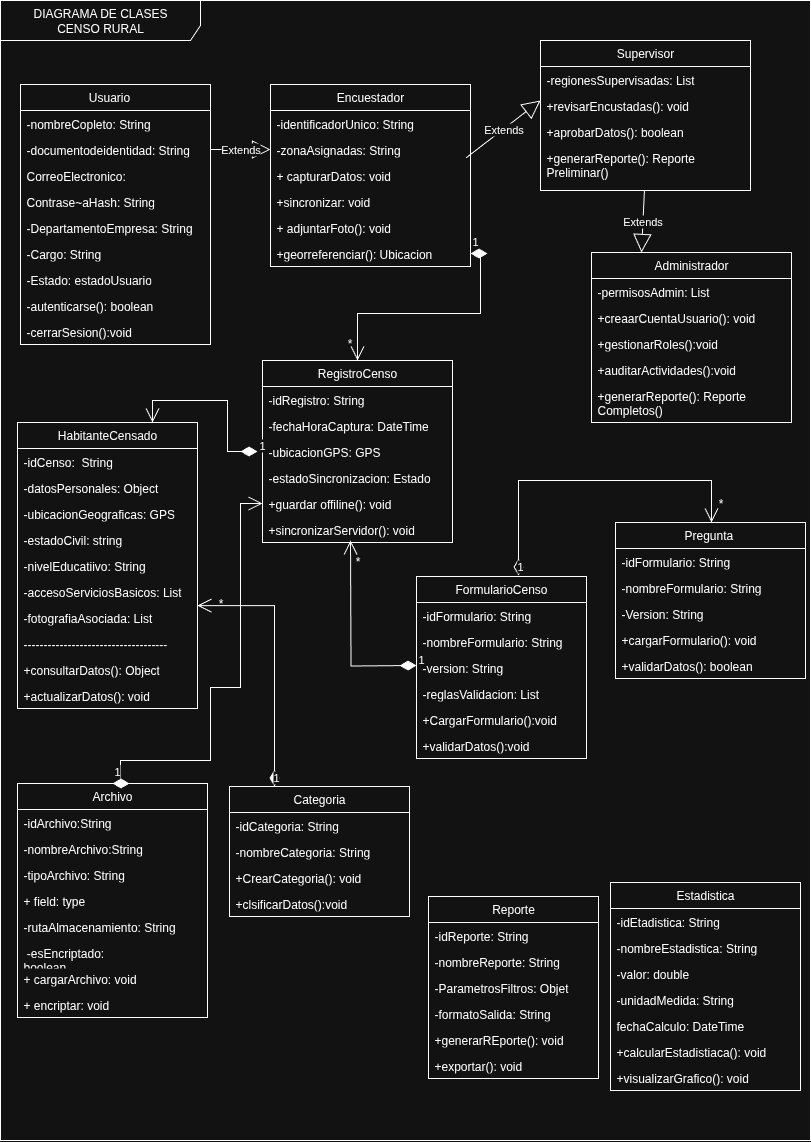 DIAGRAMA DE CLASES
CENSO RURAL
Usuario
-nombreCopleto: String
-documentodeidentidad: String
CorreoElectronico:
Contrase~aHash: String
-DepartamentoEmpresa: String
-Cargo: String
-Estado: estadoUsuario
-autenticarse(): boolean
-cerrarSesion():void
Extends
Encuestador
-identificadorUnico: String
-zonaAsignadas: String
+ capturarDatos: void
+sincronizar: void
+ adjuntarFoto(): void
+georreferenciar(): Ubicacion
Extends
Supervisor
-regionesSupervisadas: List
+revisarEncustadas(): void
+aprobarDatos(): boolean
+generarReporte(): Reporte
Preliminar()
Extends
Administrador
-permisosAdmin: List
+creaarCuentaUsuario(): void
+gestionarRoles():void
+auditarActividades():void
+generarReporte(): Reporte
Completos()
1
*
RegistroCenso
-idRegistro: String
-fechaHoraCaptura: DateTime
-ubicacionGPS: GPS
-estadoSincronizacion: Estado
+guardar offiline(): void
+sincronizarServidor(): void
1
HabitanteCensado
-idCenso:  String
-datosPersonales: Object
-ubicacionGeograficas: GPS
-estadoCivil: string
-nivelEducatiivo: String
-accesoServiciosBasicos: List
-fotografiaAsociada: List
------------------------------------
+consultarDatos(): Object
+actualizarDatos(): void
*
*
1
FormularioCenso
-idFormulario: String
-nombreFormulario: String
-version: String
-reglasValidacion: List
+CargarFormulario():void
+validarDatos():void
1
*
Pregunta
-idFormulario: String
-nombreFormulario: String
-Version: String
+cargarFormulario(): void
+validarDatos(): boolean
1
Archivo
-idArchivo:String
-nombreArchivo:String
-tipoArchivo: String
+ field: type
-rutaAlmacenamiento: String
-esEncriptado:
boolean
+ cargarArchivo: void
+ encriptar: void
1
Categoria
-idCategoria: String
-nombreCategoria: String
+CrearCategoria(): void
+clsificarDatos():void
Reporte
-idReporte: String
-nombreReporte: String
-ParametrosFiltros: Objet
-formatoSalida: String
+generarREporte(): void
+exportar(): void
Estadistica
-idEtadistica: String
-nombreEstadistica: String
-valor: double
-unidadMedida: String
fechaCalculo: DateTime
+calcularEstadistiaca(): void
+visualizarGrafico(): void